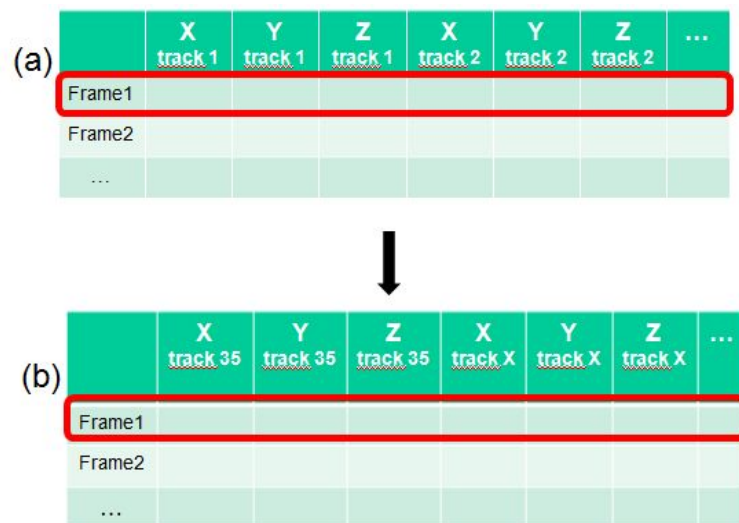 (a)
X Y Z X Y Z ...
track 1 track 1 track 1 track 2 track 2 track 2
Frame1
Frame2
...
(b)
X Y Z X Y Z ...
track 35 track 35 track 35 track X track X track X
Frame1
Frame2
...